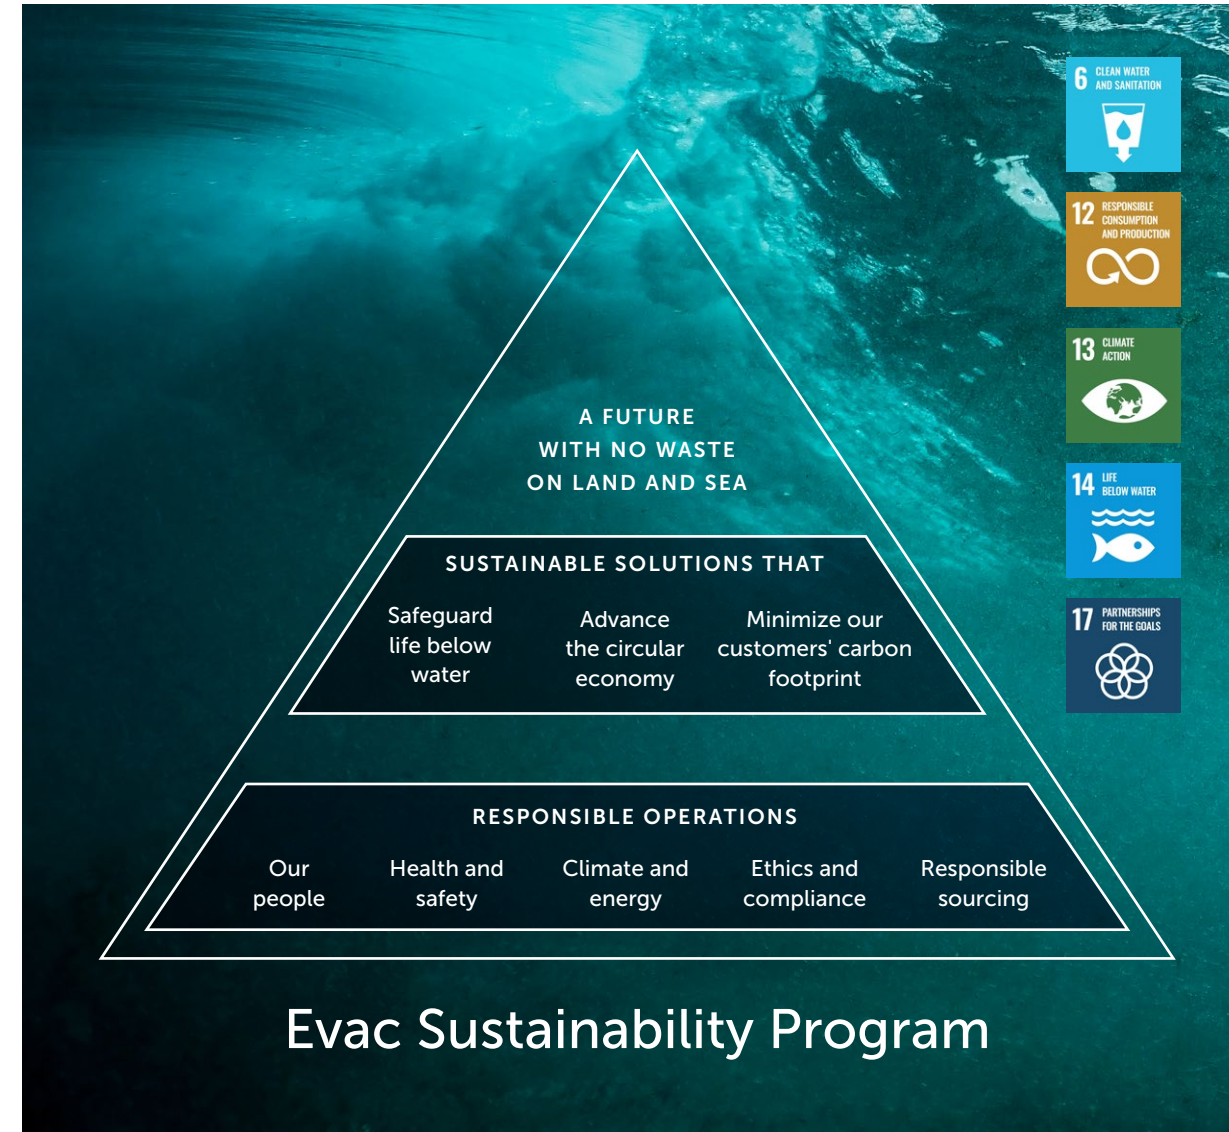 6 CLEAN WATER
AND SANITATION
12 RESPONSIBLE
CONSUMPTION
AND PRODUCTION
13 CLIMATE
ACTION
14 LIFE
BELOW WATER
17 PARTNERSHIPS
FOR THE GOALS
A FUTURE
WITH NO WASTE
ON LAND AND SEA
SUSTAINABLE SOLUTIONS THAT
Safeguard
life below
water
Advance
the circular
economy
Minimize our
customers' carbon
footprint
RESPONSIBLE OPERATIONS
Our
people
Health and
safety
Climate and
energy
Ethics and
compliance
Responsible
sourcing
Evac Sustainability Program